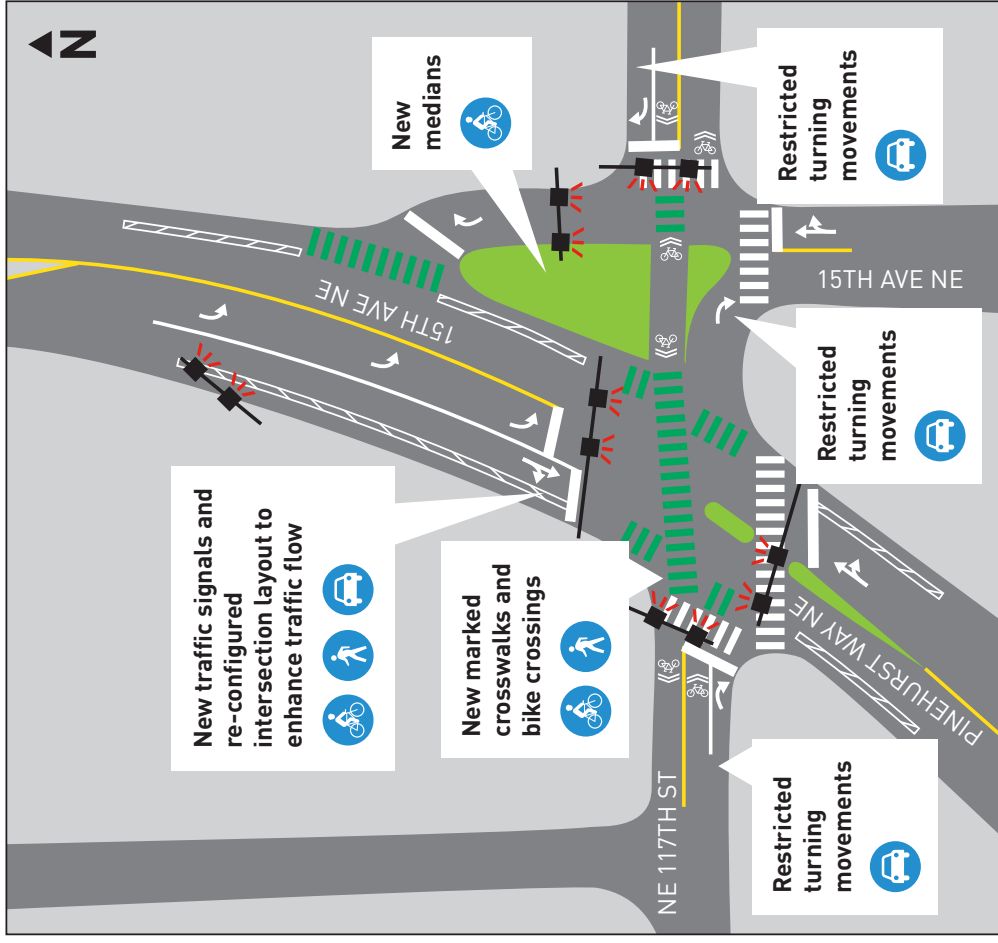 N
New traffic signals and
re-configured
intersection layout to
enhance traffic flow
New marked
crosswalks and
bike crossings
New
medians
Restricted
turning
movements
Restricted
turning
movements
Restricted
turning
movements
15TH AVE NE
15TH AVE NE
NE 117TH ST
PINEHURST WAY NE